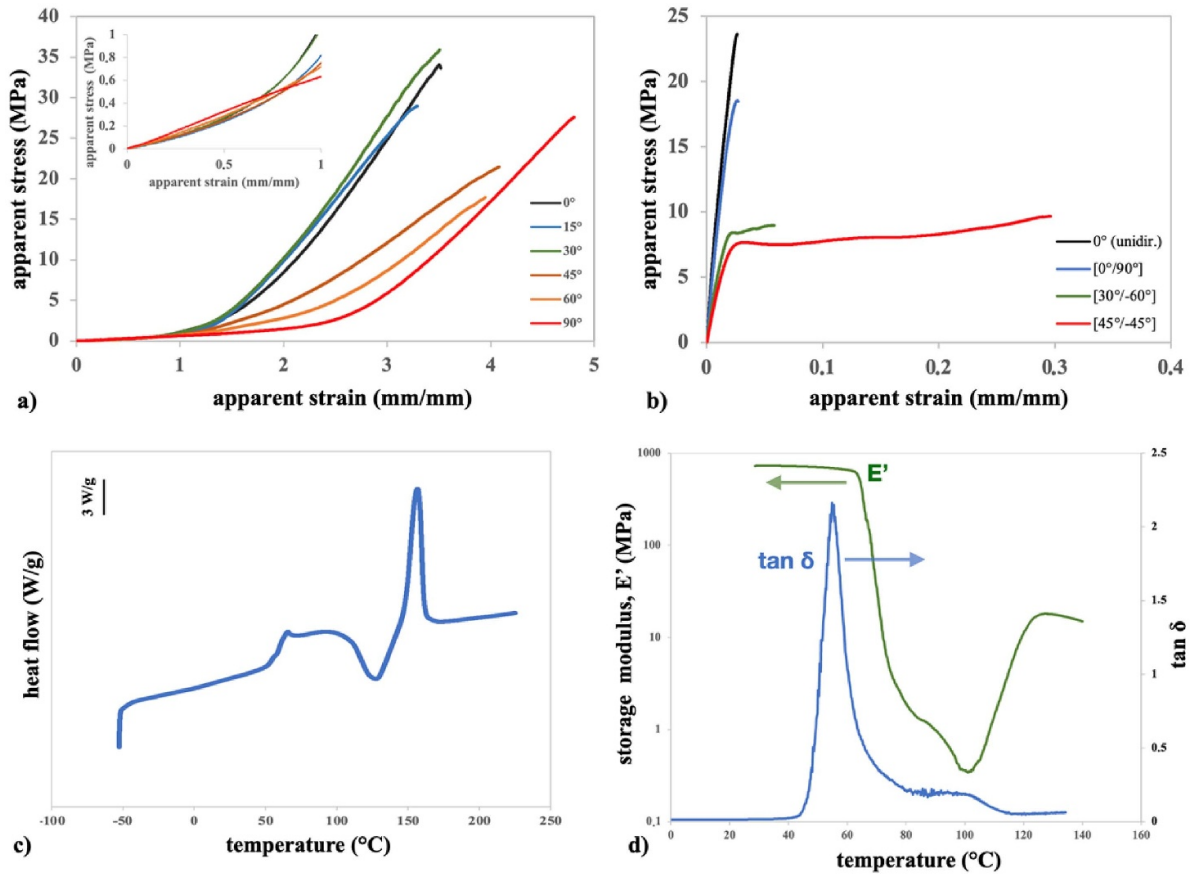 apparent stress (MPa)
40
35
30
25
20
15
10
5
0
apparent stress (MPa)
1
0,8
0,6
0,4
0,2
0
0 0.5 1
apparent strain (mm/mm)
0°
15°
30°
45°
60°
90°
0 1 2 3 4 5
apparent strain (mm/mm)
a)
apparent stress (MPa)
25
20
15
10
5
0
0° (unidir.)
[0°/90°]
[30°/-60°]
[45°/-45°]
0 0.1 0.2 0.3 0.4
apparent strain (mm/mm)
b)
heat flow (W/g)
3 W/g
-50 0 50 100 150 200 250
temperature (°C)
c)
storage modulus, E’ (MPa)
1000
100
10
1
0,1
E’
tan δ
2.5
2
1.5
1
0.5
0
tan δ
0 20 40 60 80 100 120 140 160
temperature (°C)
d)